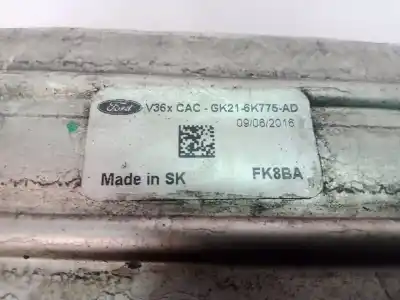 Ford V36x CAC - GK21-6K775-AD
09/06/2016
Made in SK FK8BA